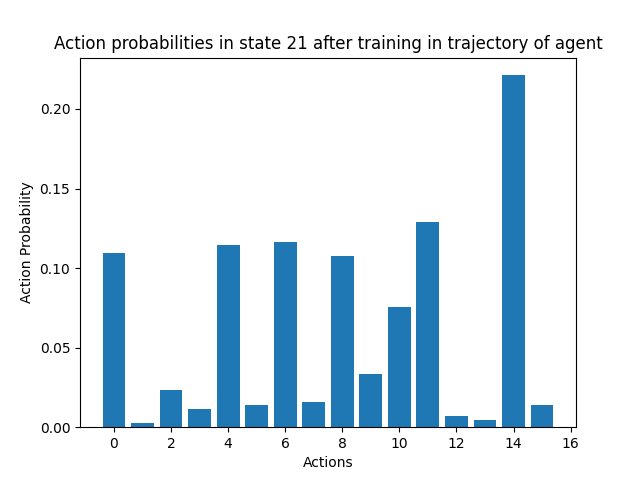 Action probabilities in state 21 after training in trajectory of agent
0.20
0.15
0.10
0.05
0.00
Action Probability
0 2 4 6 8 10 12 14 16
Actions